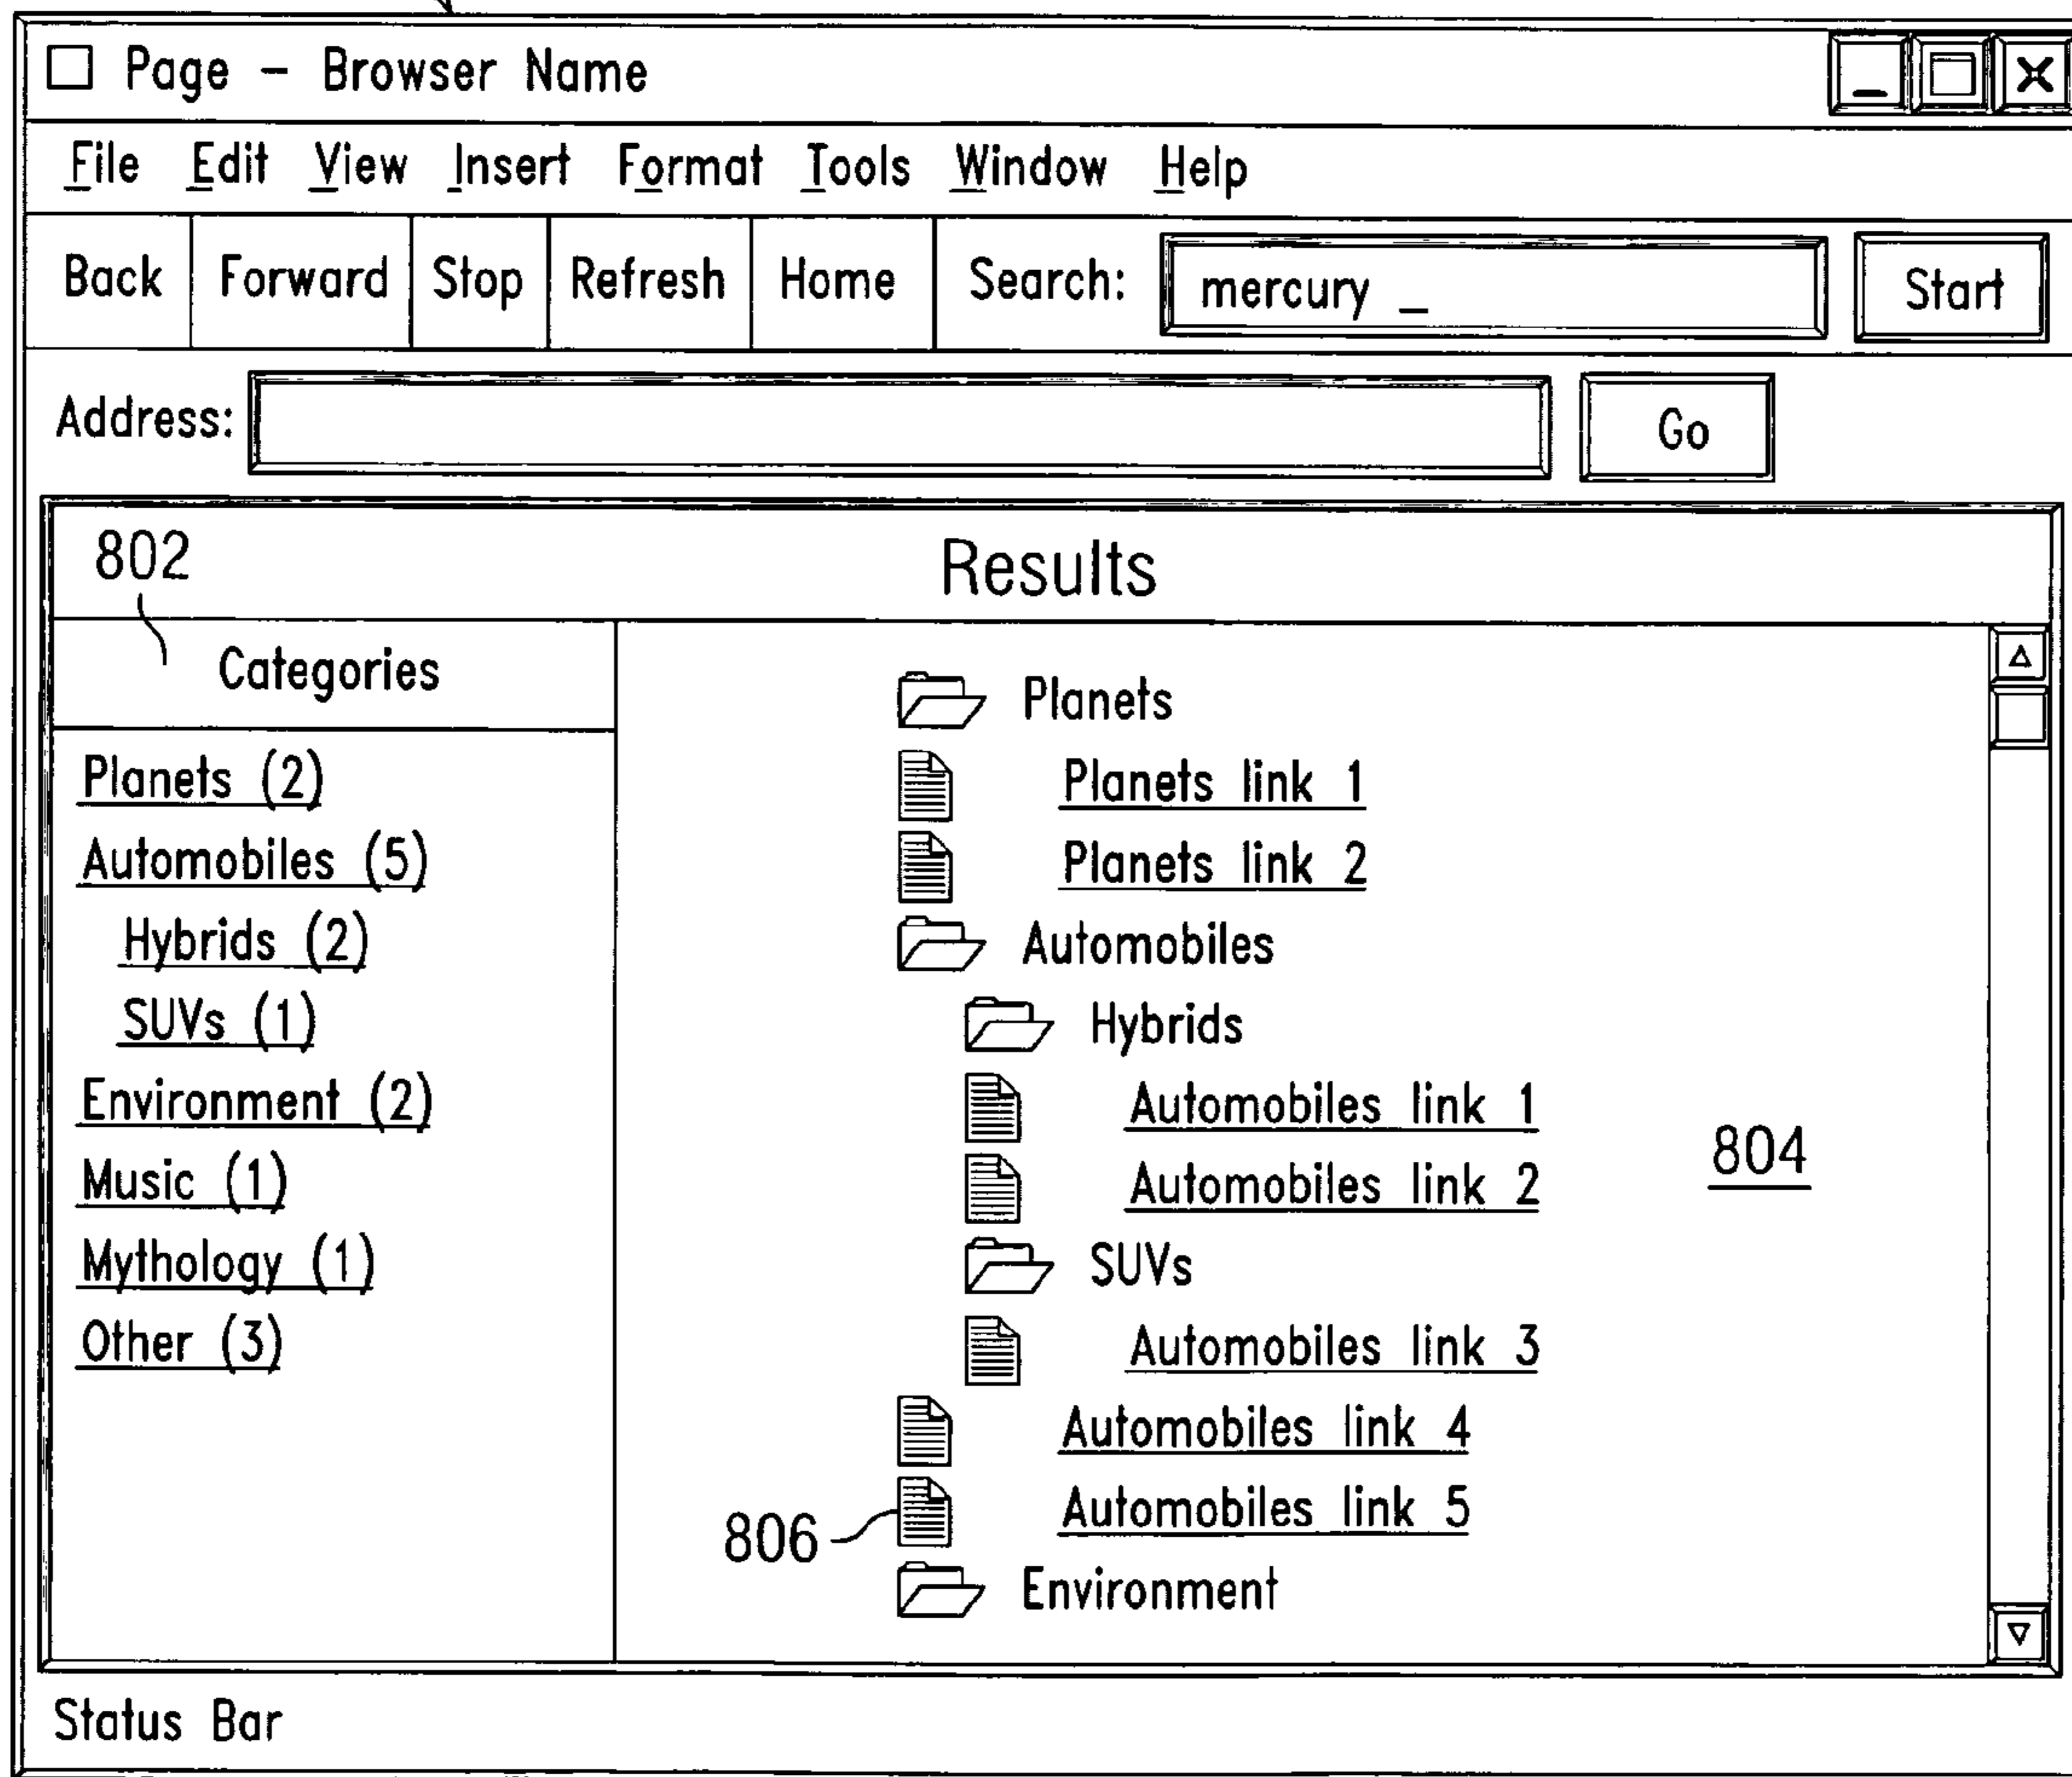 Page – Browser Name
File Edit View Insert Format Tools Window Help
Back Forward Stop Refresh Home Search: mercury _ Start
Address: Go
802 Results
Categories
Planets (2)
Automobiles (5)
Hybrids (2)
SUVs (1)
Environment (2)
Music (1)
Mythology (1)
Other (3)
Planets
Planets link 1
Planets link 2
Automobiles
Hybrids
Automobiles link 1
Automobiles link 2
804
SUVs
Automobiles link 3
Automobiles link 4
Automobiles link 5
806
Environment
Status Bar